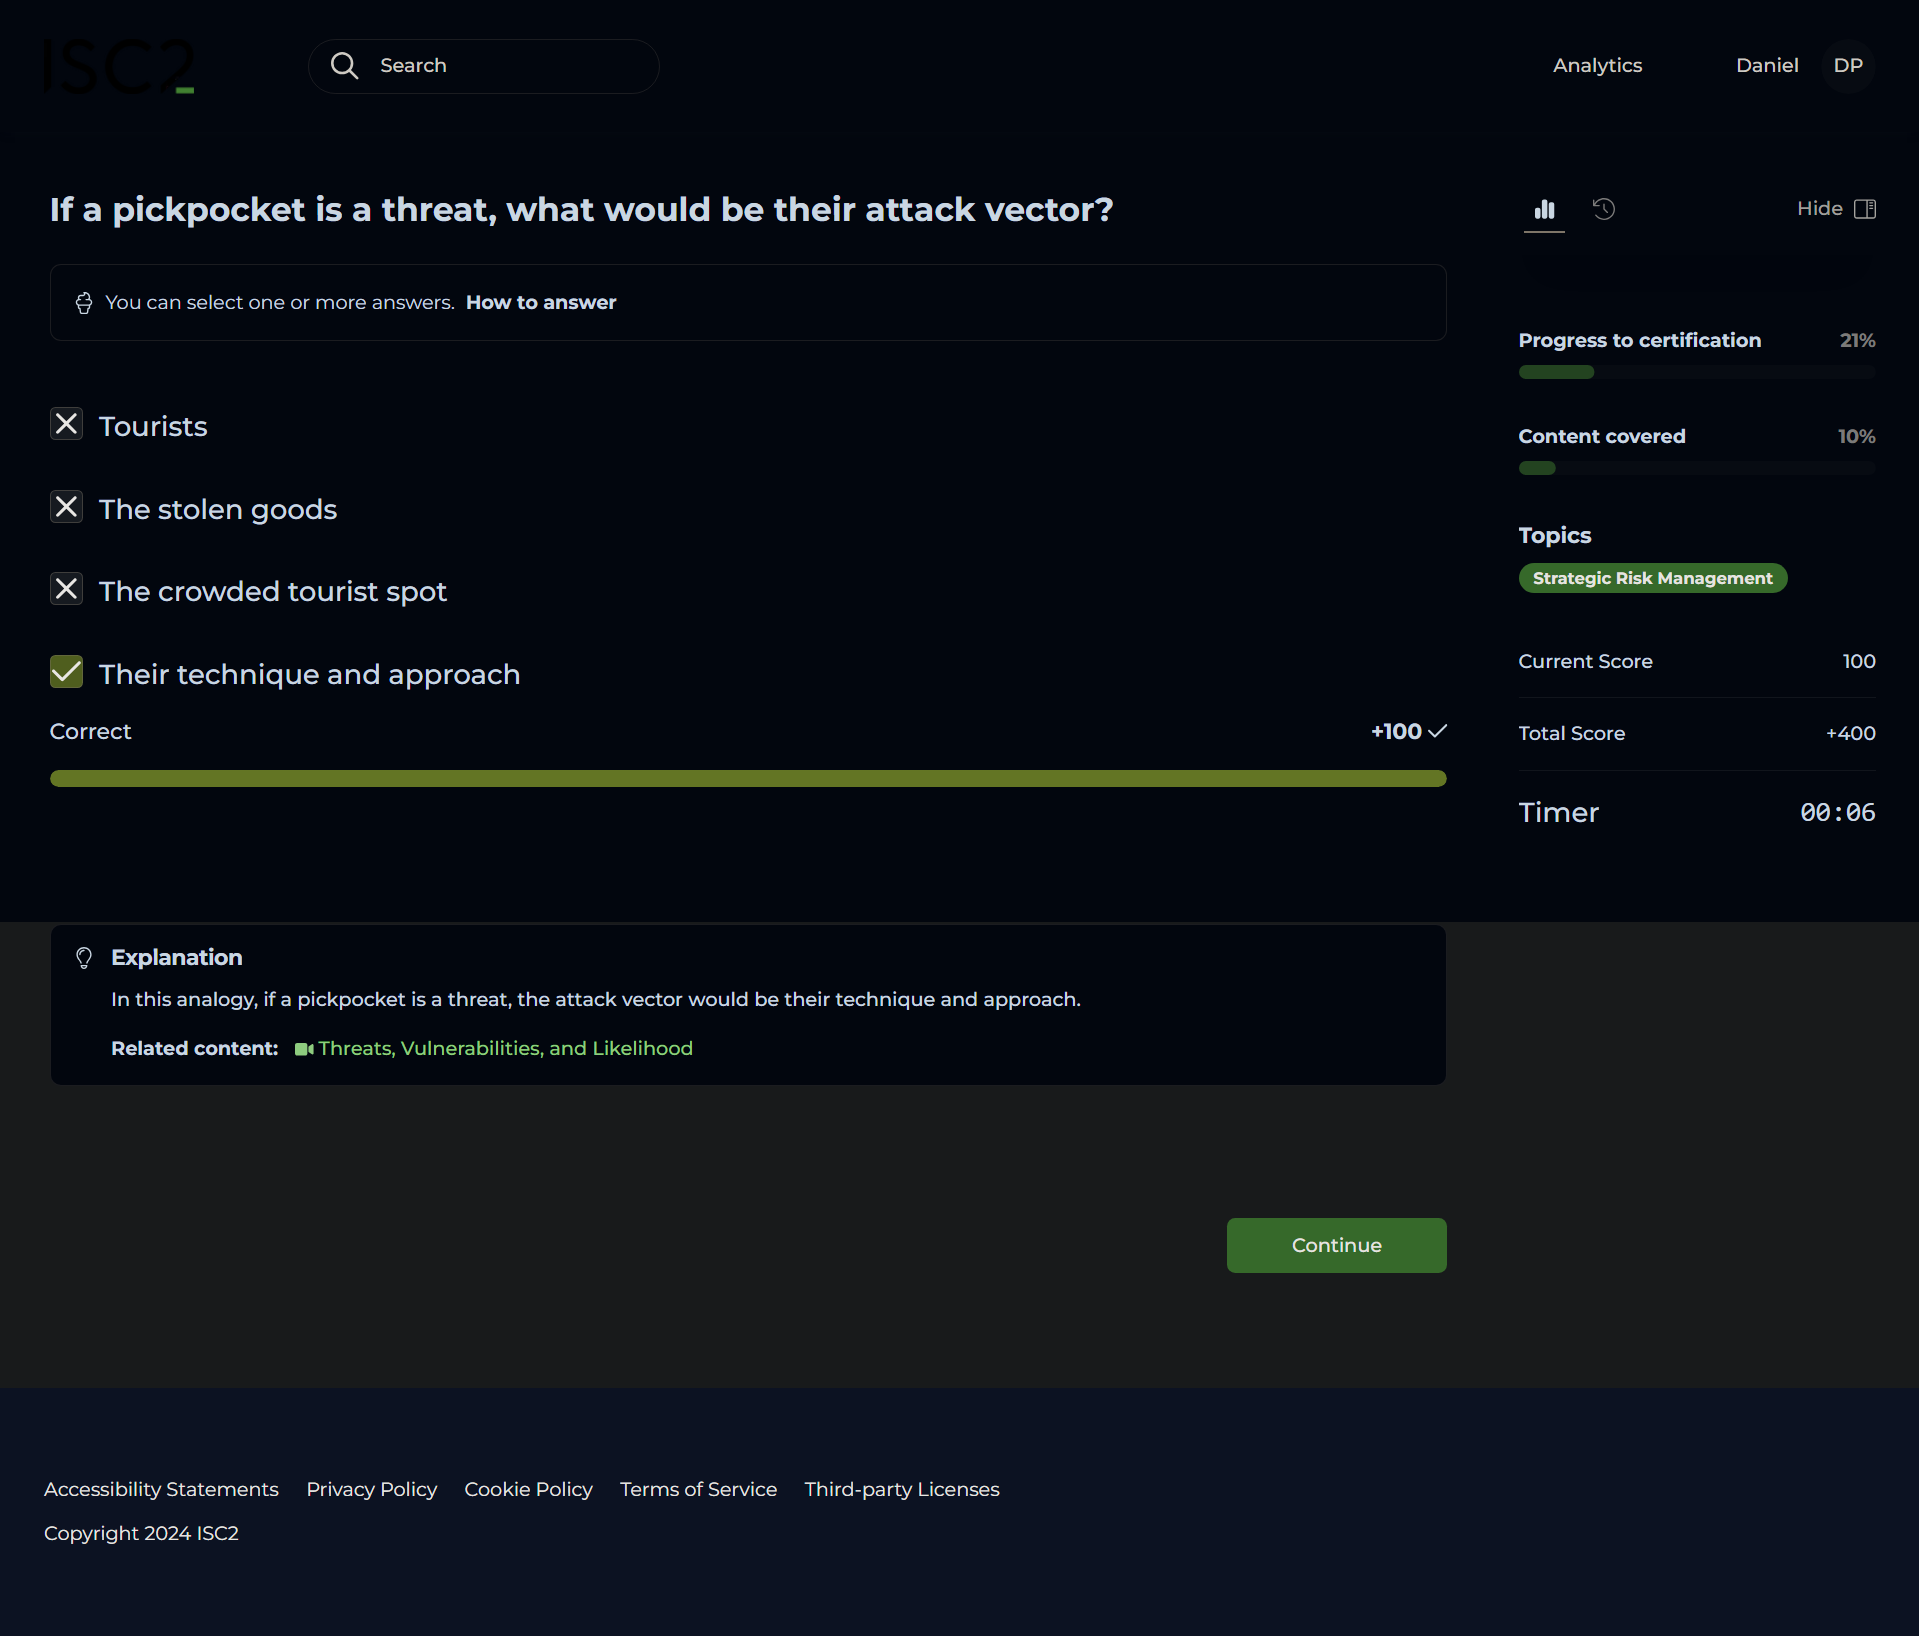 ISC2
Search
Analytics
Daniel
DP
If a pickpocket is a threat, what would be their attack vector?
Hide
You can select one or more answers. How to answer
Progress to certification 21%
Content covered 10%
Tourists
The stolen goods
The crowded tourist spot
Their technique and approach
Correct +100
Topics
Strategic Risk Management
Current Score 100
Total Score +400
Timer 00:06
Explanation
In this analogy, if a pickpocket is a threat, the attack vector would be their technique and approach.
Related content: Threats, Vulnerabilities, and Likelihood
Continue
Accessibility Statements Privacy Policy Cookie Policy Terms of Service Third-party Licenses
Copyright 2024 ISC2